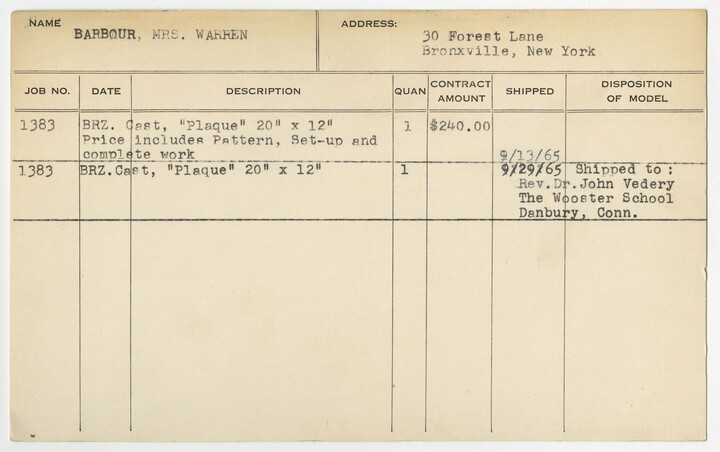 NAME BARBOUR, MRS. WARREN ADDRESS: 30 Forest Lane
Bronxville, New York
JOB NO. DATE DESCRIPTION QUAN CONTRACT AMOUNT SHIPPED DISPOSITION OF MODEL
1383 BRZ. Cast, "Plaque" 20" x 12" 1 $240.00
Price includes Pattern, Set-up and
complete work 9/13/65
1383 BRZ.Cast, "Plaque" 20" x 12" 1 9/29/65 Shipped to:
Rev.Dr.John Vedery
The Wooster School
Danbury, Conn.